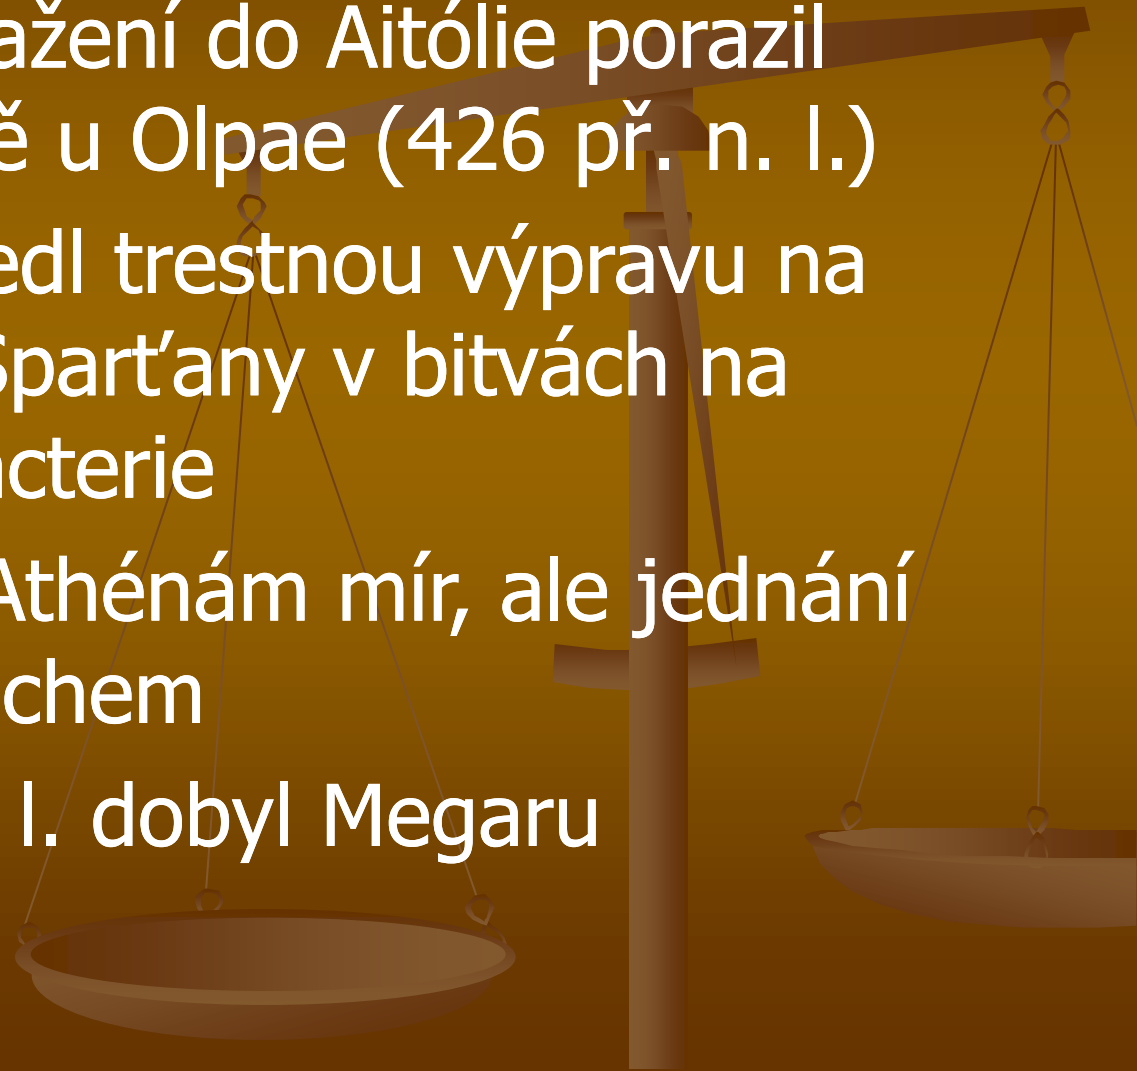 ažení do Aitólie porazil
ě u Olpae (426 př. n. l.)
edl trestnou výpravu na
Sparťany v bitvách na
acterie
Athénám mír, ale jednání
chem
l. dobyl Megaru